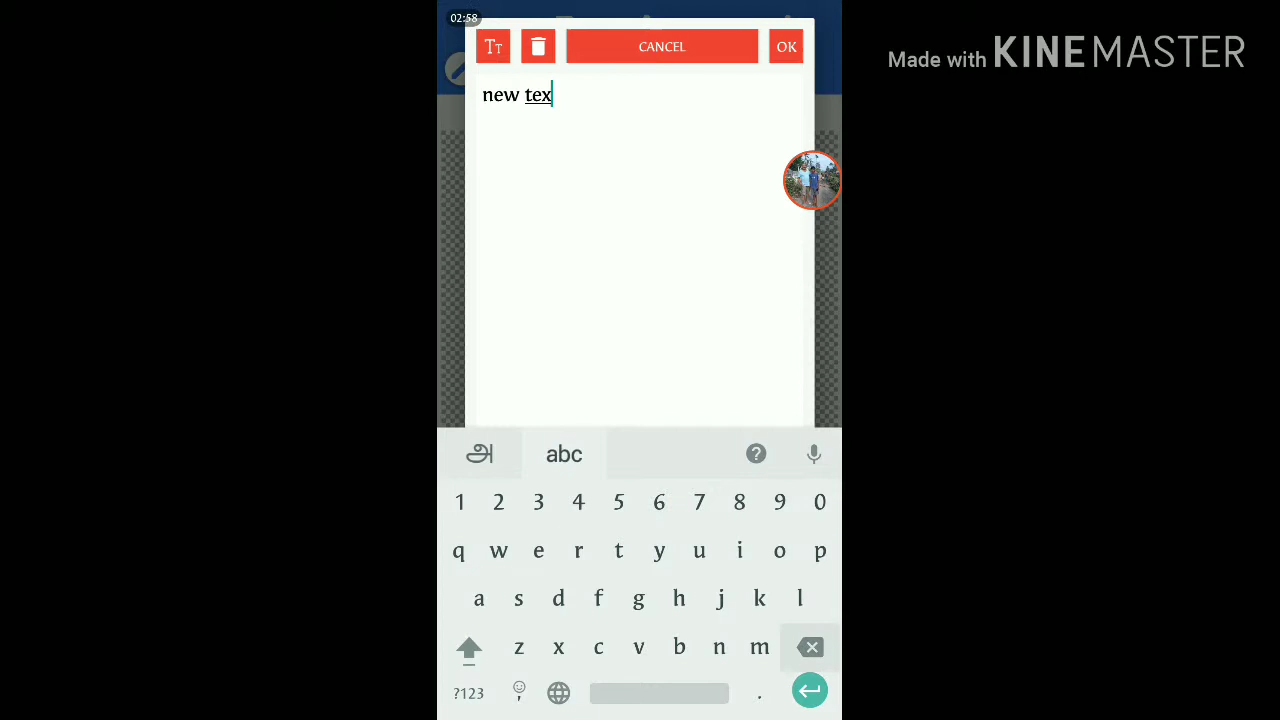 02:58
Made with KINEMASTER
Tт CANCEL OK
new tex
அ abc ?
1 2 3 4 5 6 7 8 9 0
q w e r t y u i o p
a s d f g h j k l
z x c v b n m
?123 , .